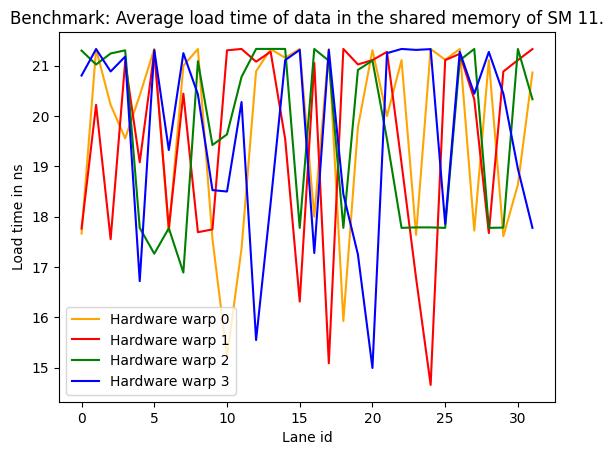 Benchmark: Average load time of data in the shared memory of SM 11.
Load time in ns
21
20
19
18
17
16
15
Hardware warp 0
Hardware warp 1
Hardware warp 2
Hardware warp 3
0 5 10 15 20 25 30
Lane id